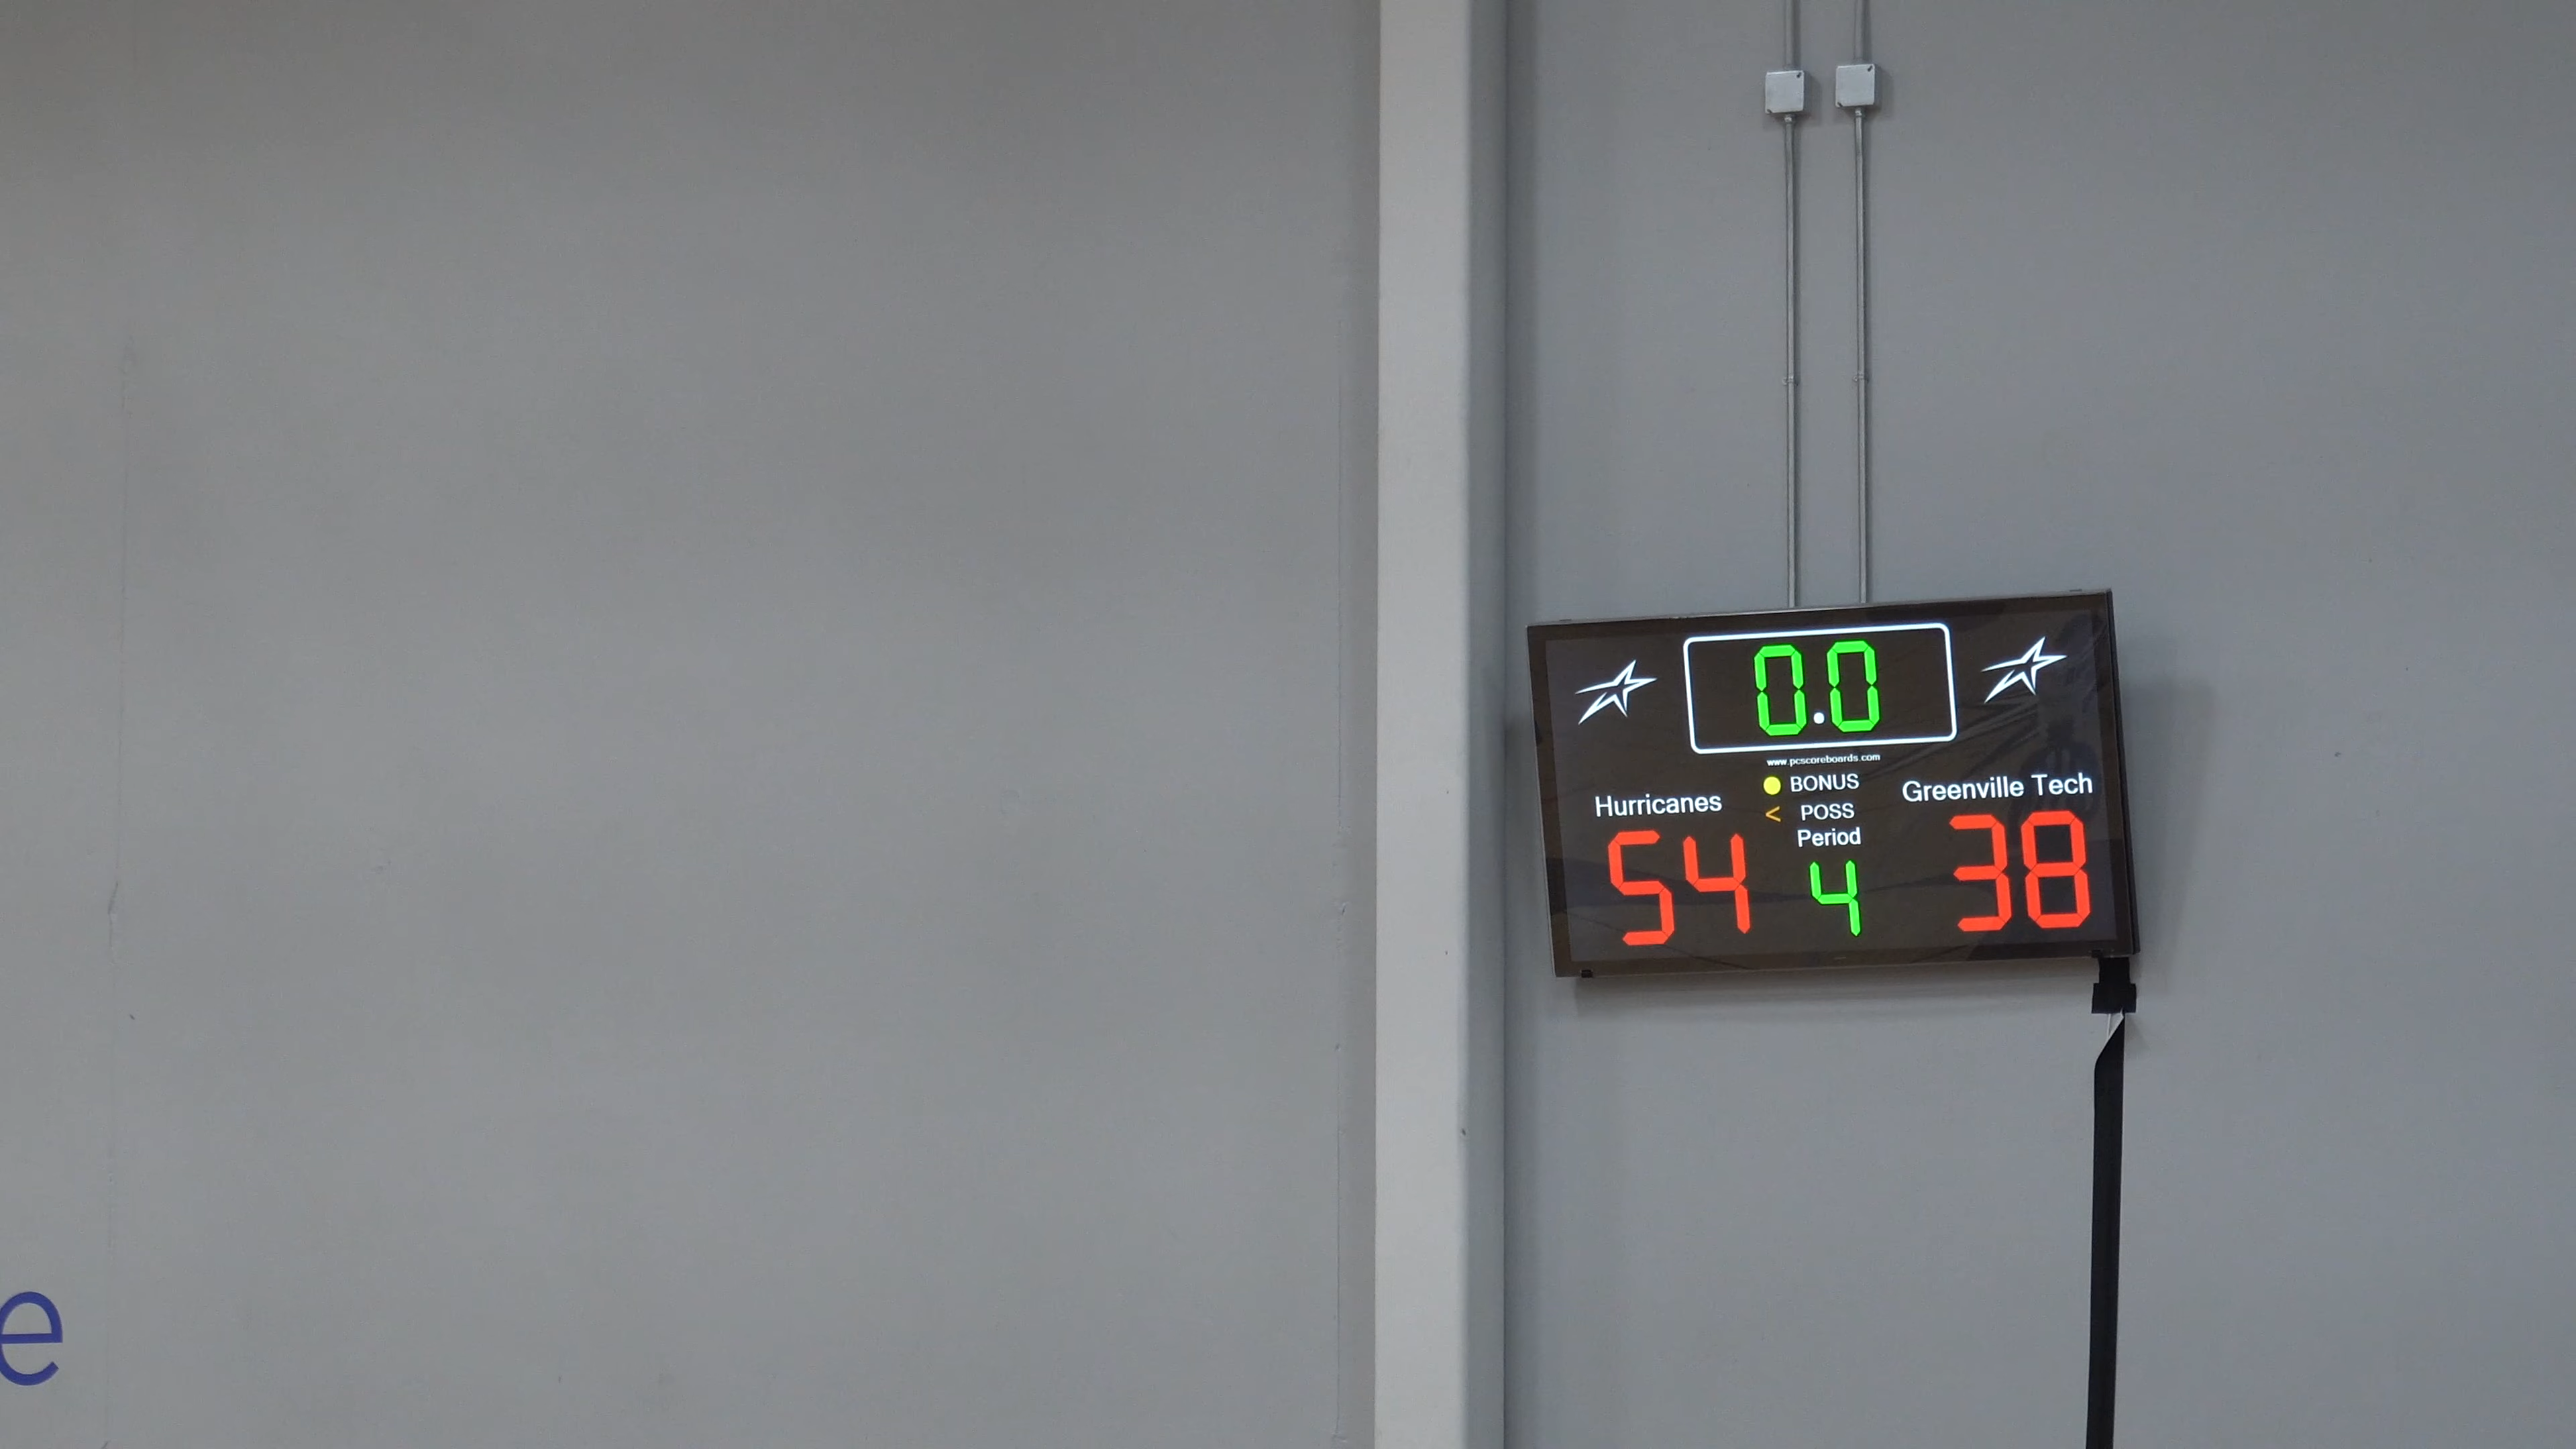 0.0
www.pcscoreboards.com
BONUS
Hurricanes
< POSS
Greenville Tech
Period
54
4
38
e